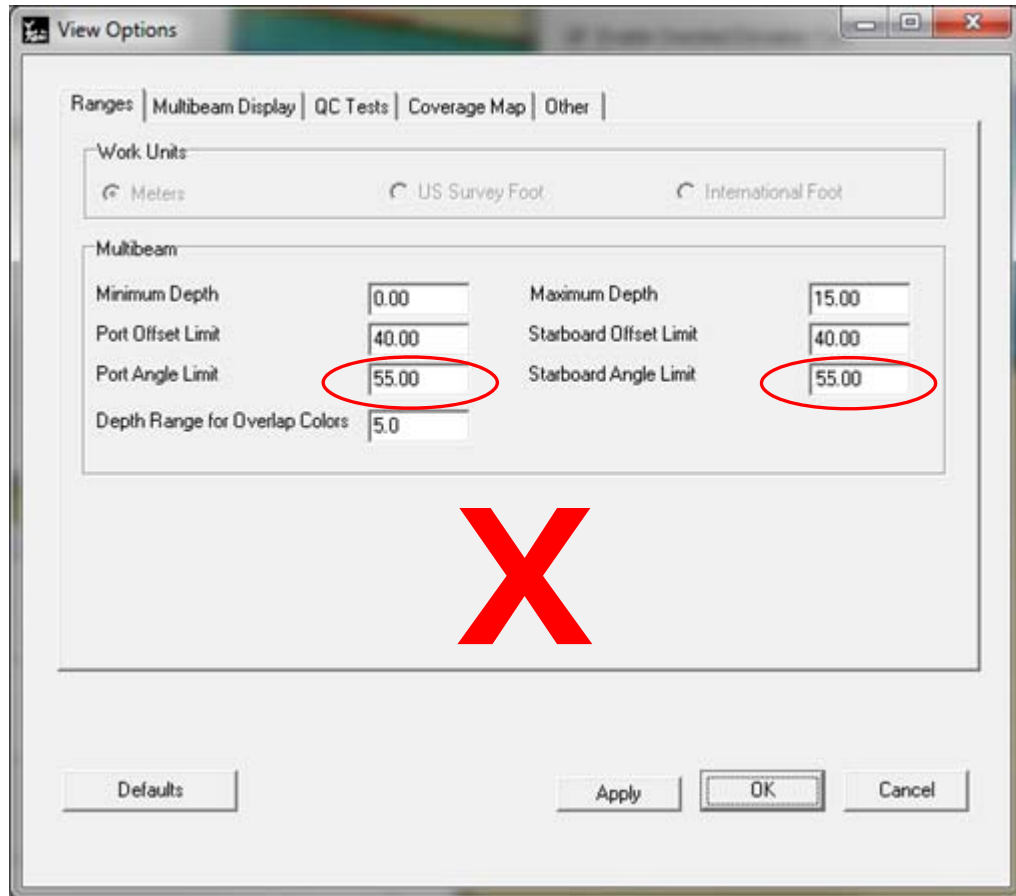 View Options
Ranges Multibeam Display QC Tests Coverage Map Other
Work Units
Meters US Survey Foot International Foot
Multibeam
Minimum Depth 0.00 Maximum Depth 15.00
Port Offset Limit 40.00 Starboard Offset Limit 40.00
Port Angle Limit 55.00 Starboard Angle Limit 55.00
Depth Range for Overlap Colors 5.0
X
Defaults Apply OK Cancel